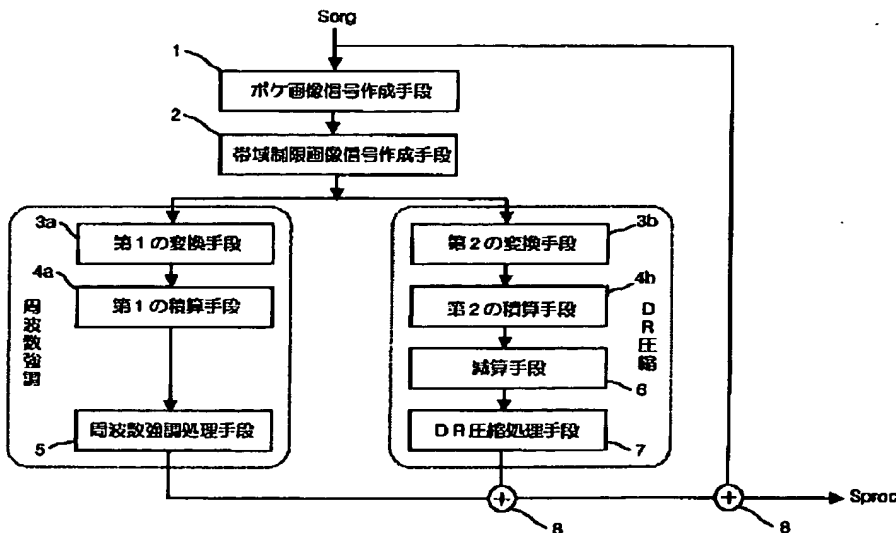 Sorg
1
ボケ画像信号作成手段
2
帯域制限画像信号作成手段
3a
第1の変換手段
3b
第2の変換手段
4a
第1の積算手段
4b
第2の積算手段
周波数強調
DR圧縮
減算手段
6
5
周波数強調処理手段
DR圧縮処理手段
7
8
8
Sproc